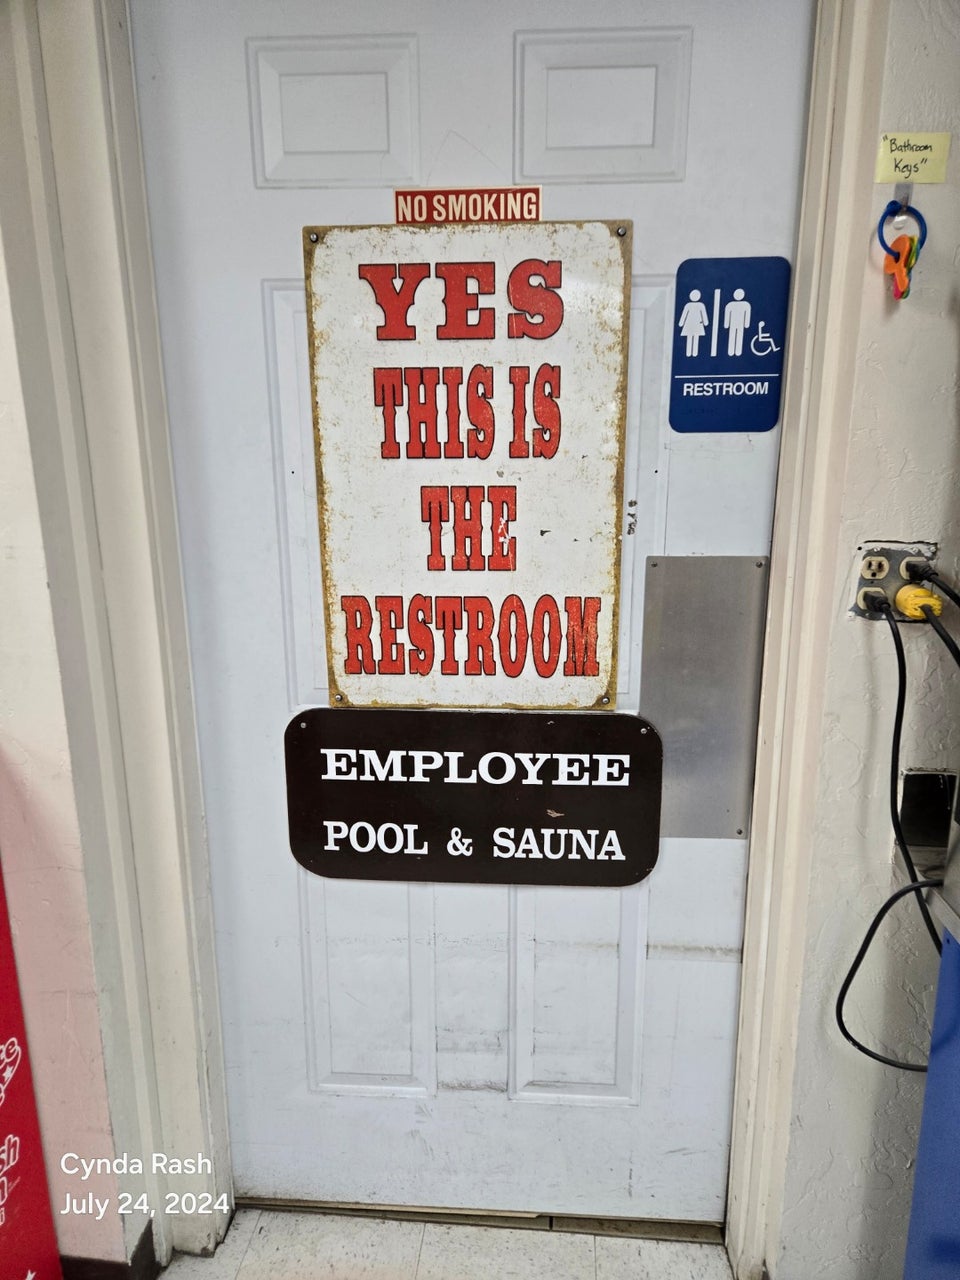 "Bathroom
Keys"
NO SMOKING
YES
THIS IS
THE
RESTROOM
RESTROOM
EMPLOYEE
POOL & SAUNA
Cynda Rash
July 24, 2024